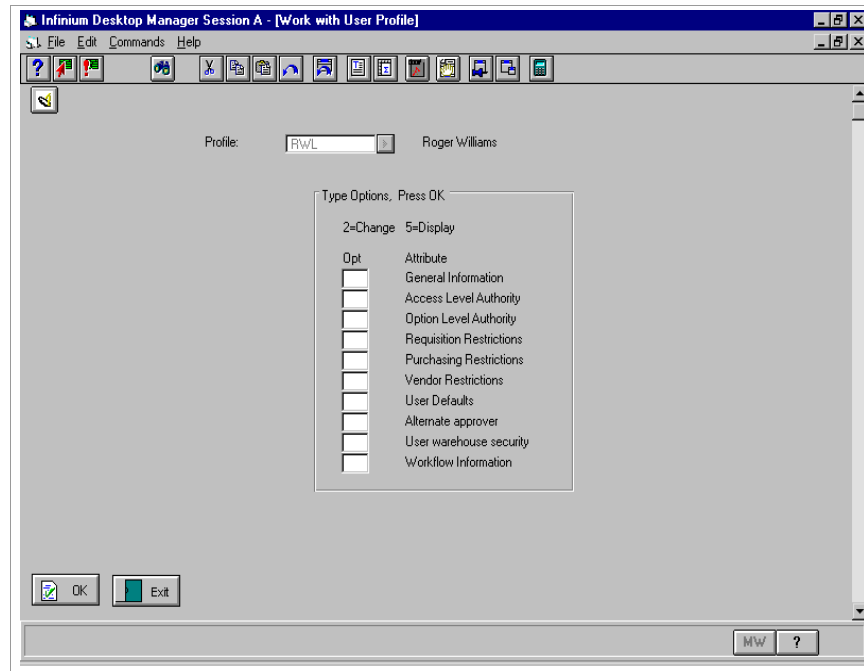 Infinium Desktop Manager Session A - [Work with User Profile]
File Edit Commands Help
Profile: RWL Roger Williams
Type Options, Press OK
2=Change 5=Display
Opt Attribute
General Information
Access Level Authority
Option Level Authority
Requisition Restrictions
Purchasing Restrictions
Vendor Restrictions
User Defaults
Alternate approver
User warehouse security
Workflow Information
OK Exit
MW ?